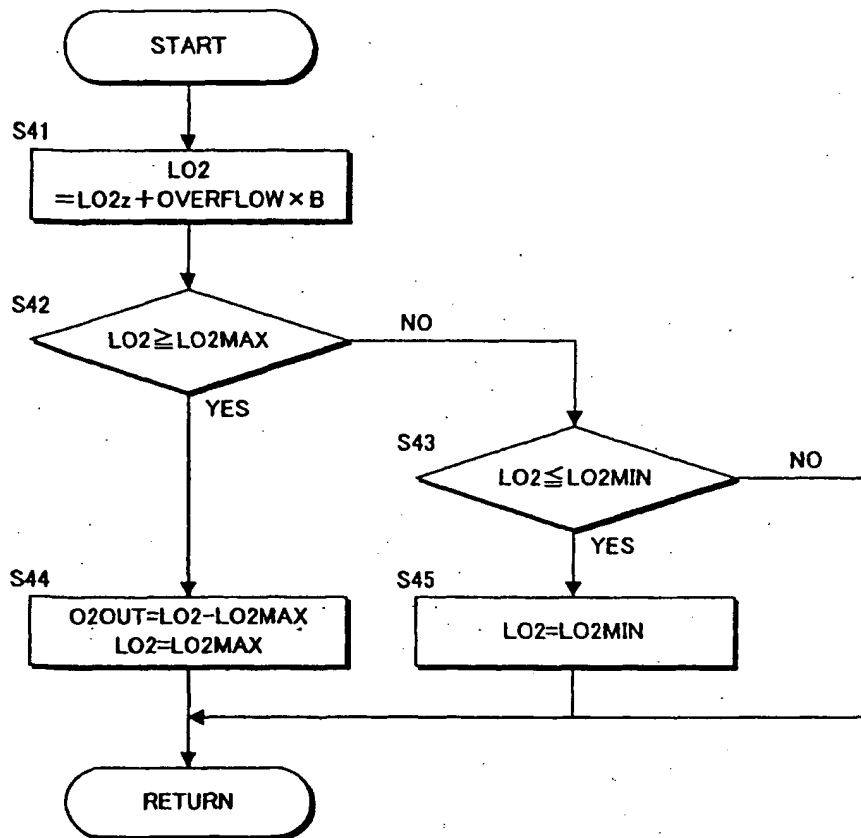 START
S41
LO2
=LO2z+OVERFLOW×B
S42
LO2≧LO2MAX
NO
YES
S43
LO2≦LO2MIN
NO
YES
S44
O2OUT=LO2-LO2MAX
LO2=LO2MAX
S45
LO2=LO2MIN
RETURN